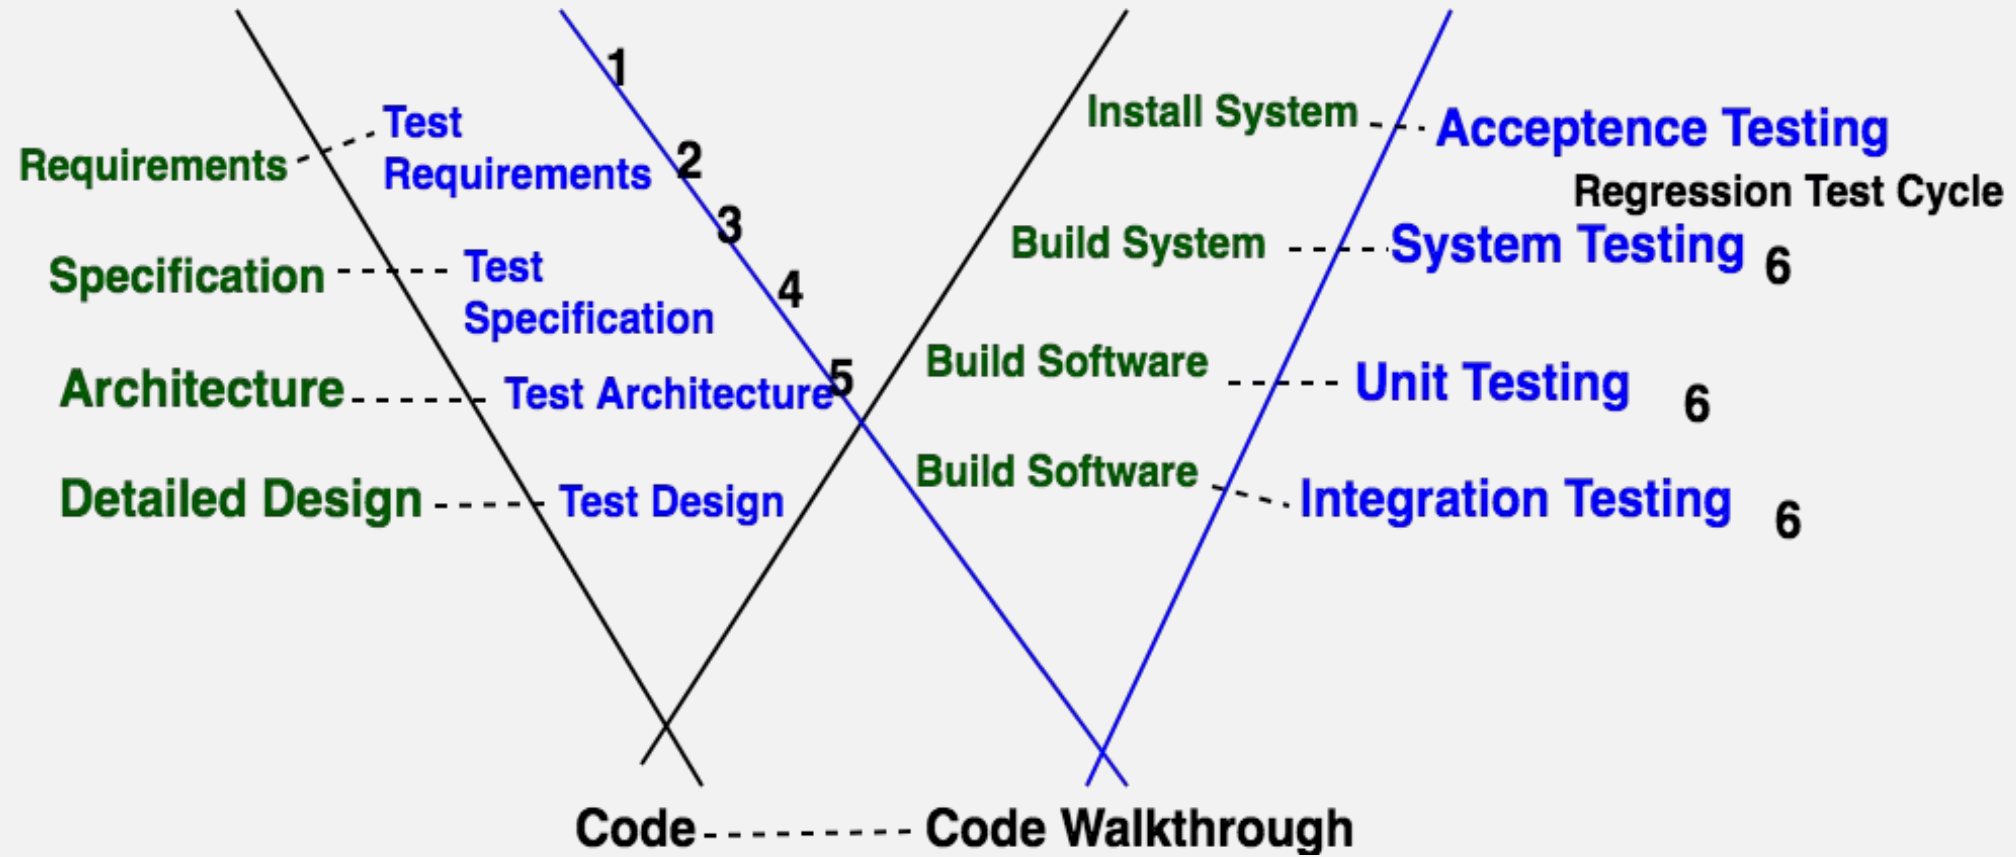 1
Install System
Acceptence Testing
Test
Requirements
Requirements
2
Regression Test Cycle
3
Build System
System Testing
6
Specification
Test
Specification
4
Architecture
Test Architecture
5
Build Software
Unit Testing
6
Detailed Design
Test Design
Build Software
Integration Testing
6
Code
Code Walkthrough